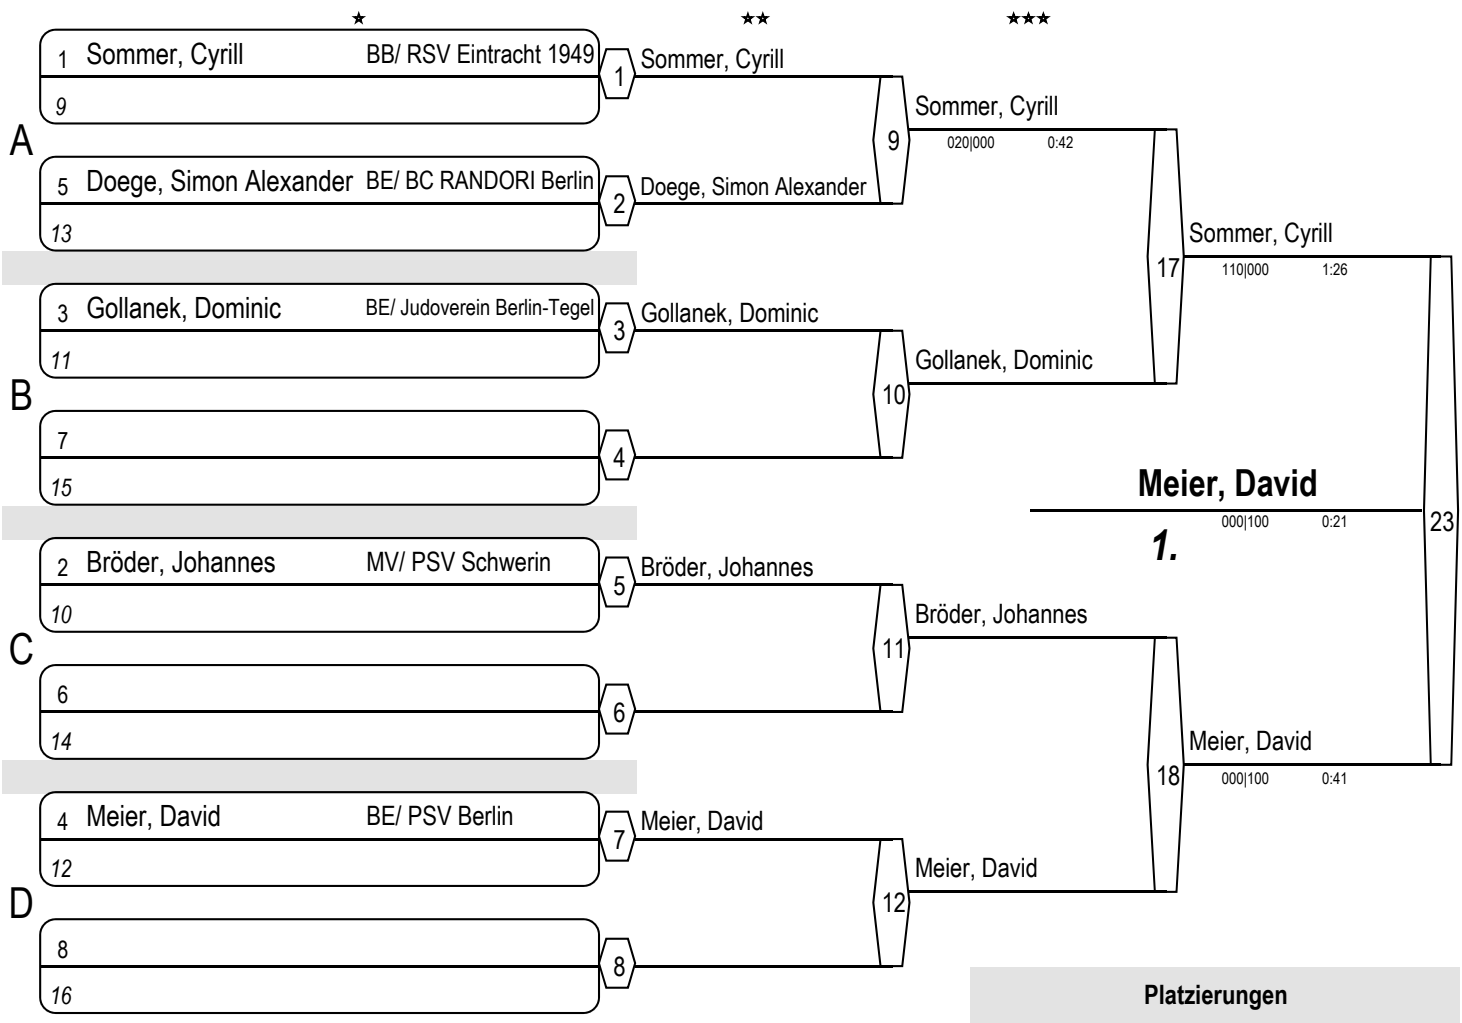 ★ ★★ ★★★
1 Sommer, Cyrill BB/ RSV Eintracht 1949
9
1
Sommer, Cyrill
A
5 Doege, Simon Alexander BE/ BC RANDORI Berlin
13
2
Doege, Simon Alexander
9
Sommer, Cyrill
020|000 0:42
B
3 Gollanek, Dominic BE/ Judoverein Berlin-Tegel
11
3
Gollanek, Dominic
7
15
4
10
Gollanek, Dominic
17
Sommer, Cyrill
110|000 1:26
C
2 Bröder, Johannes MV/ PSV Schwerin
10
5
Bröder, Johannes
6
14
6
11
Bröder, Johannes
D
4 Meier, David BE/ PSV Berlin
12
7
Meier, David
8
16
8
12
Meier, David
18
Meier, David
000|100 0:41
23
Meier, David
000|100 0:21
1.
Platzierungen